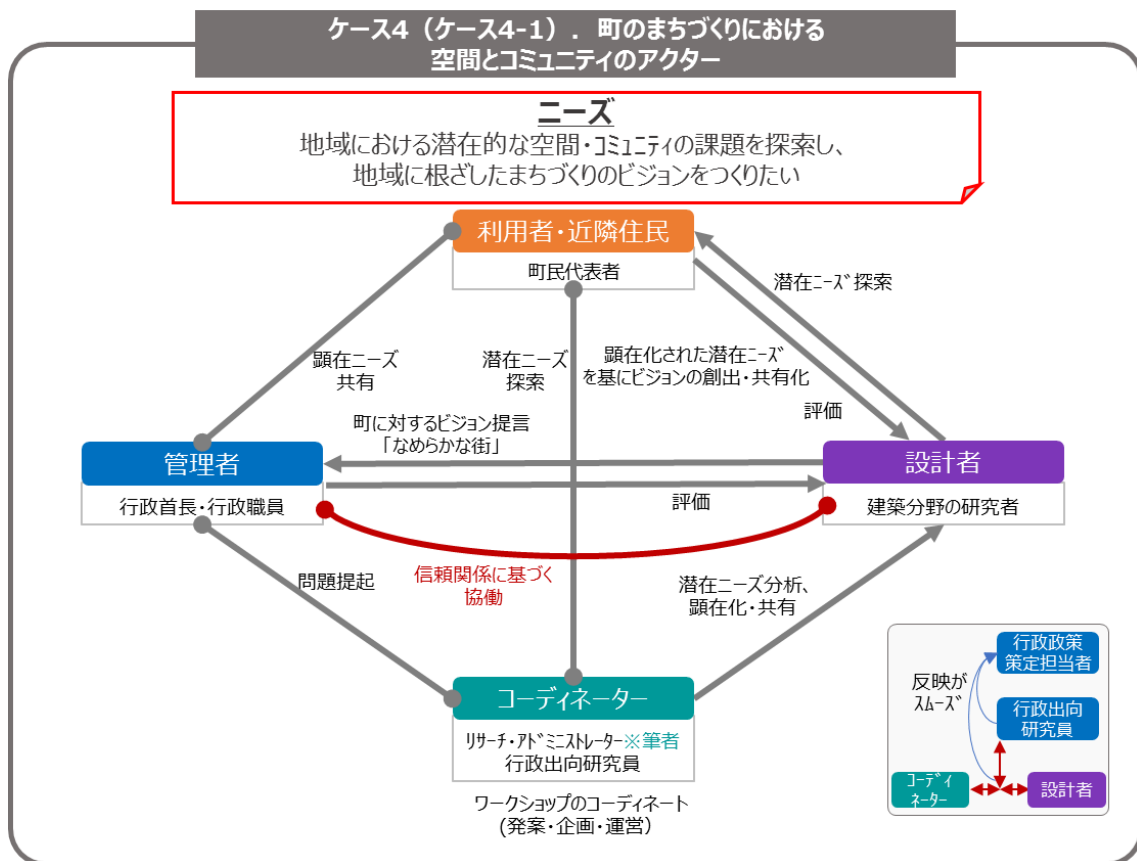 ケース4（ケース4-1）．町のまちづくりにおける
空間とコミュニティのアクター
ニーズ
地域における潜在的な空間・ｺﾐｭﾆﾃｨの課題を探索し、
地域に根ざしたまちづくりのビジョンをつくりたい
利用者・近隣住民
町民代表者
潜在ﾆｰｽﾞ探索
顕在ニーズ
共有
潜在ニーズ
探索
顕在化された潜在ﾆｰｽﾞ
を基にビジョンの創出・共有化
評価
町に対するビジョン提言
「なめらかな街」
管理者
行政首長・行政職員
設計者
建築分野の研究者
評価
問題提起
信頼関係に基づく
協働
潜在ニーズ分析、
顕在化・共有
コーディネーター
ﾘｻｰﾁ・ｱﾄﾞﾐﾆｽﾄﾚｰﾀｰ※筆者
行政出向研究員
ワークショップのコーディネート
(発案・企画・運営）
行政政策
策定担当者
反映が
ｽﾑｰｽﾞ
行政出向
研究員
ｺｰﾃﾞｨ
ﾈｰﾀｰ
設計者